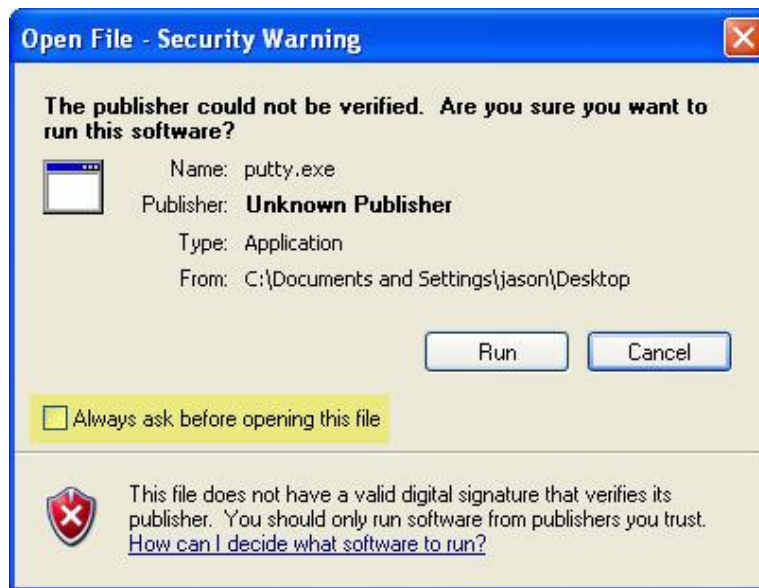 Open File - Security Warning
The publisher could not be verified. Are you sure you want to
run this software?
Name: putty.exe
Publisher: Unknown Publisher
Type: Application
From: C:\Documents and Settings\jason\Desktop
Run Cancel
Always ask before opening this file
This file does not have a valid digital signature that verifies its
publisher. You should only run software from publishers you trust.
How can I decide what software to run?